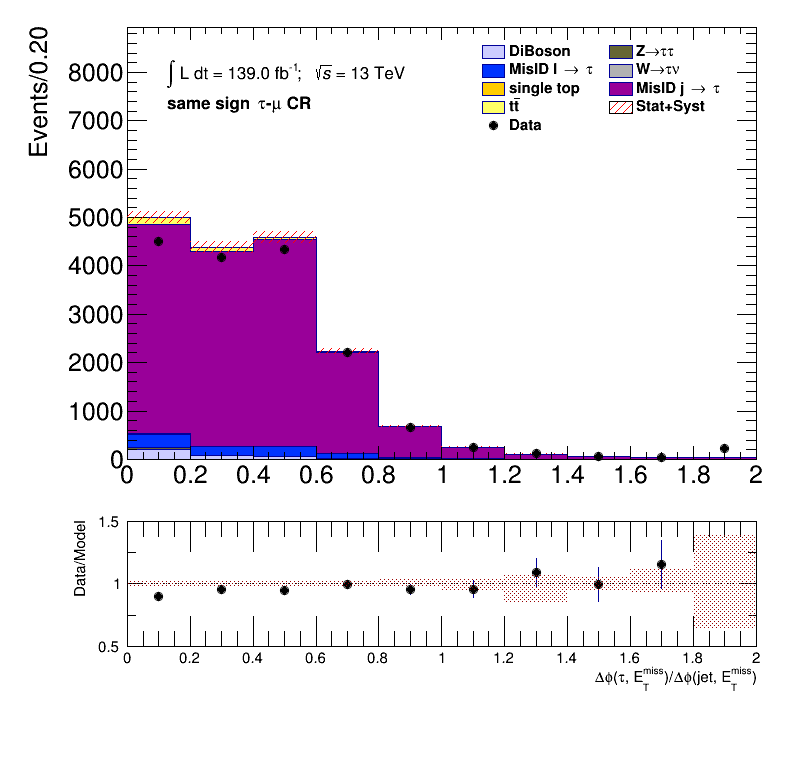 Events/0.20
8000
7000
6000
5000
4000
3000
2000
1000
0
∫ L dt = 139.0 fb⁻¹; √s = 13 TeV
same sign τ-μ CR
DiBoson
MisID l → τ
single top
tt̄
Data
Z→ττ
W→τν
MisID j → τ
Stat+Syst
0 0.2 0.4 0.6 0.8 1 1.2 1.4 1.6 1.8 2
Data/Model
1.5
1
0.5
0 0.2 0.4 0.6 0.8 1 1.2 1.4 1.6 1.8 2
Δϕ(τ, E_T^miss)/Δϕ(jet, E_T^miss)